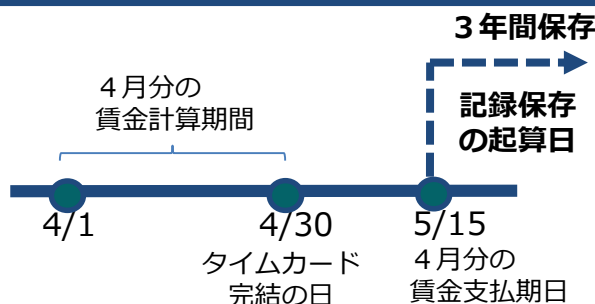 ３年間保存
４月分の
賃金計算期間
記録保存
の起算日
4/1
4/30
5/15
タイムカード
完結の日
４月分の
賃金支払期日